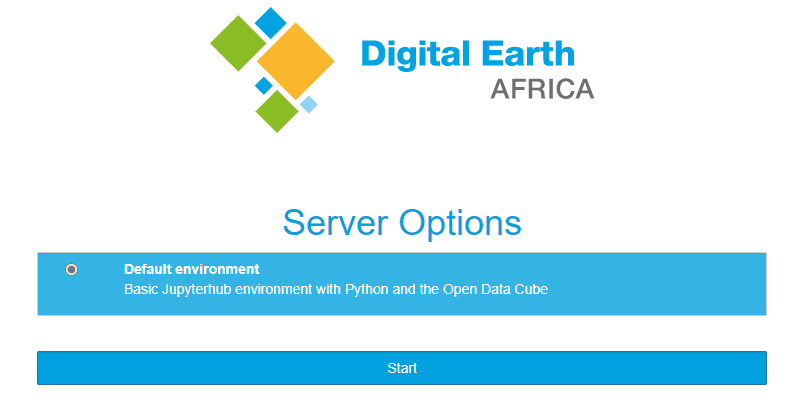 Digital Earth
AFRICA
Server Options
Default environment
Basic Jupyterhub environment with Python and the Open Data Cube
Start